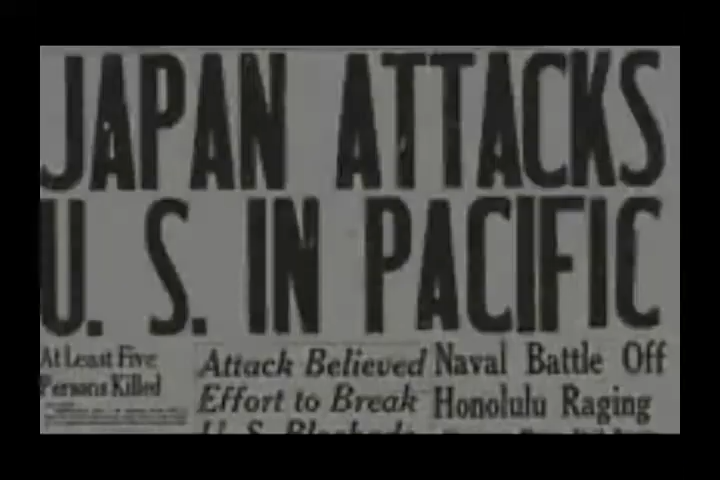 JAPAN ATTACKS
U. S. IN PACIFIC
At Least Five
Persons Killed
Attack Believed
Effort to Break
U. S. Blockade
Naval Battle Off
Honolulu Raging